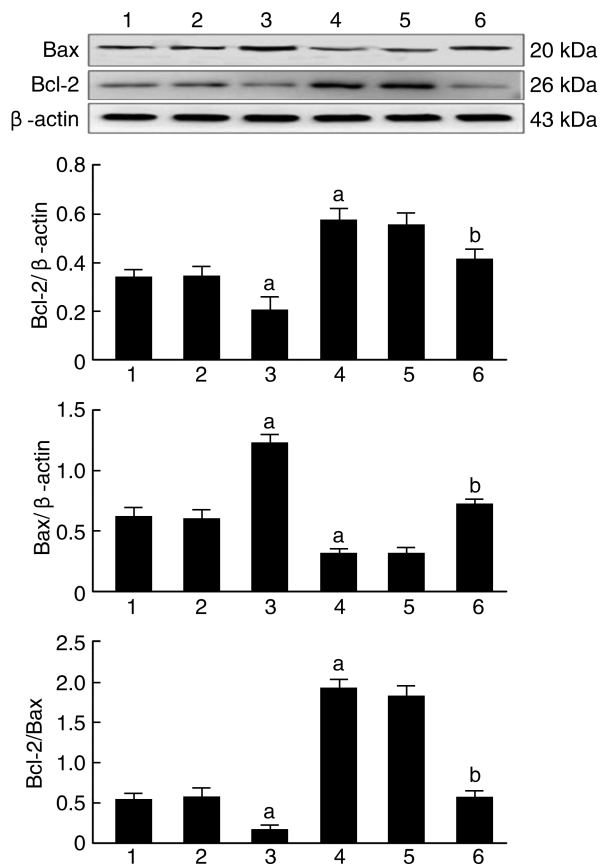 1 2 3 4 5 6
Bax 20 kDa
Bcl-2 26 kDa
β-actin 43 kDa
Bcl-2/β-actin
0.8
0.6
0.4
0.2
0
a
a
b
1 2 3 4 5 6
Bax/β-actin
1.5
1.0
0.5
0
a
a
b
1 2 3 4 5 6
Bcl-2/Bax
2.5
2.0
1.5
1.0
0.5
0
a
a
b
1 2 3 4 5 6